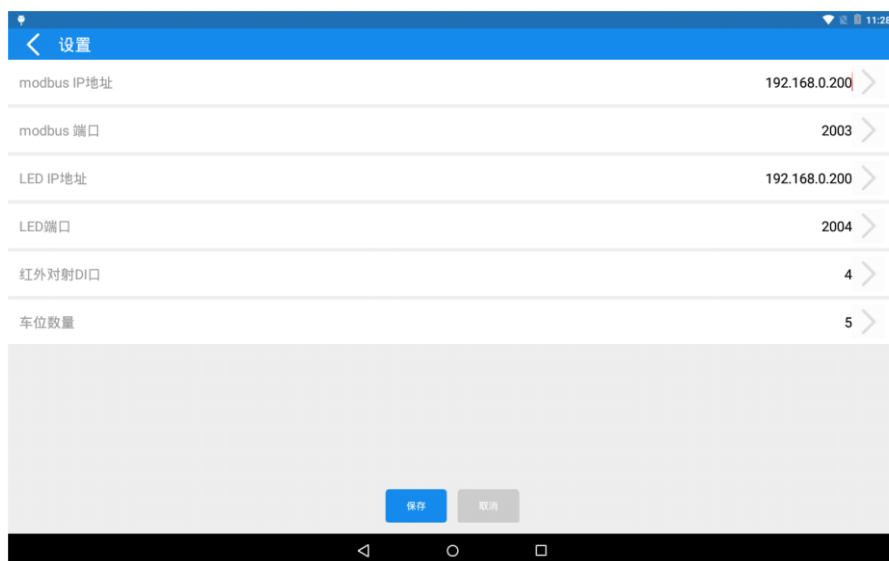 11:28
设置
modbus IP地址 192.168.0.200
modbus 端口 2003
LED IP地址 192.168.0.200
LED端口 2004
红外对射DI口 4
车位数量 5
保存 取消